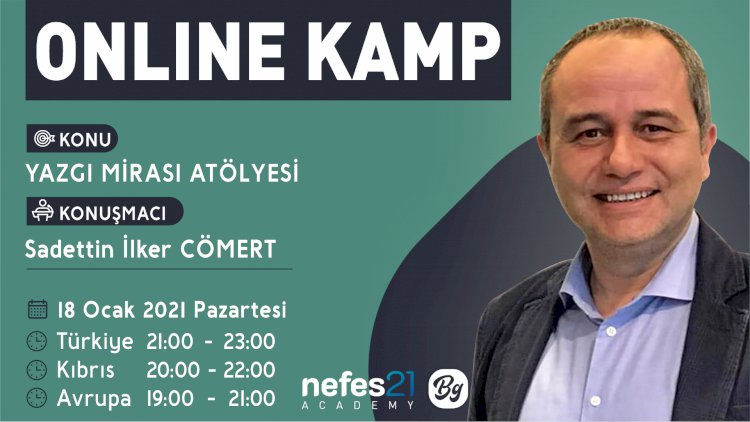 ONLINE KAMP
KONU
YAZGI MİRASI ATÖLYESİ
KONUŞMACI
Sadettin İlker CÖMERT
18 Ocak 2021 Pazartesi
Türkiye 21:00 - 23:00
Kıbrıs 20:00 - 22:00
Avrupa 19:00 - 21:00
nefes21
ACADEMY
Bg